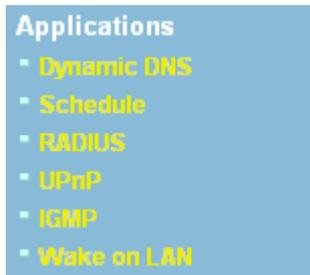 Applications
Dynamic DNS
Schedule
RADIUS
UPnP
IGMP
Wake on LAN